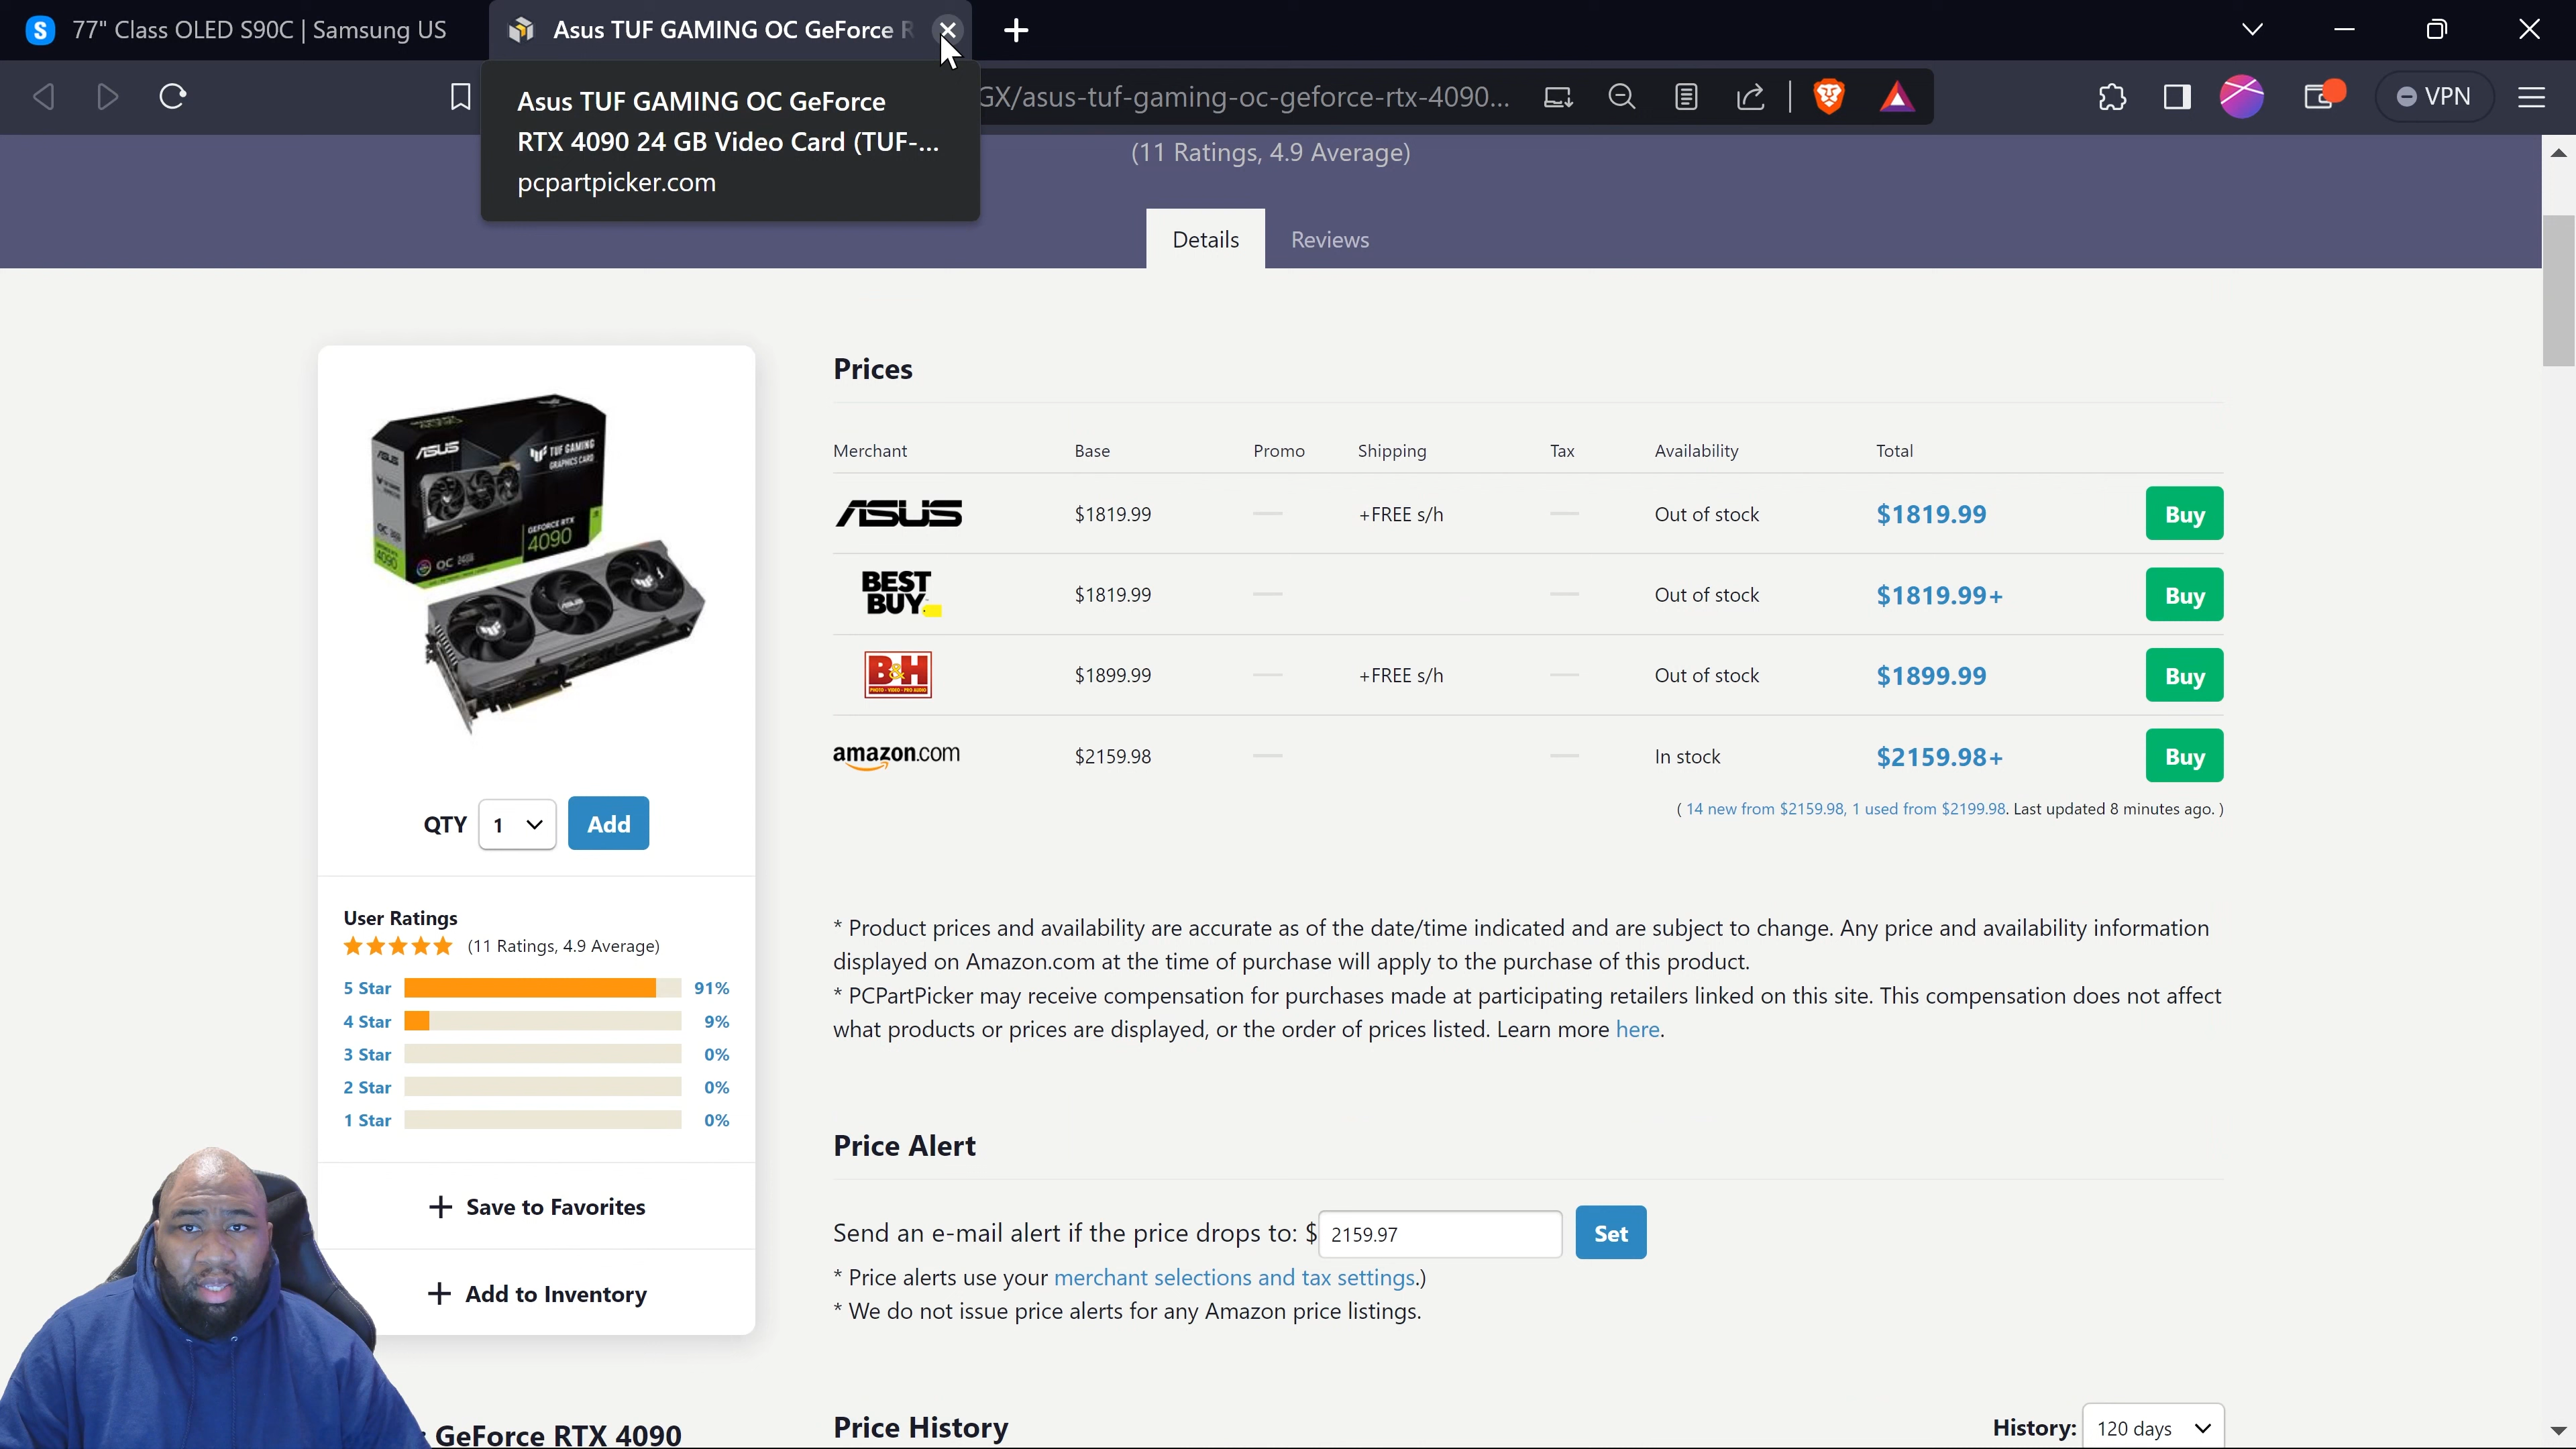 77" Class OLED S90C | Samsung US
Asus TUF GAMING OC GeForce R
Asus TUF GAMING OC GeForce
RTX 4090 24 GB Video Card (TUF-...
pcpartpicker.com
GX/asus-tuf-gaming-oc-geforce-rtx-4090...
VPN
(11 Ratings, 4.9 Average)
Details
Reviews
Prices
Merchant Base Promo Shipping Tax Availability Total
ASUS $1819.99 — +FREE s/h — Out of stock $1819.99 Buy
BEST BUY $1819.99 — — Out of stock $1819.99+ Buy
B&H PHOTO - VIDEO - PRO AUDIO $1899.99 — +FREE s/h — Out of stock $1899.99 Buy
amazon.com $2159.98 — — In stock $2159.98+ Buy
( 14 new from $2159.98, 1 used from $2199.98. Last updated 8 minutes ago. )
ASUS
TUF GAMING
GRAPHICS CARD
GEFORCE RTX
4090
OC
QTY 1 Add
User Ratings
(11 Ratings, 4.9 Average)
5 Star 91%
4 Star 9%
3 Star 0%
2 Star 0%
1 Star 0%
+ Save to Favorites
+ Add to Inventory
* Product prices and availability are accurate as of the date/time indicated and are subject to change. Any price and availability information
displayed on Amazon.com at the time of purchase will apply to the purchase of this product.
* PCPartPicker may receive compensation for purchases made at participating retailers linked on this site. This compensation does not affect
what products or prices are displayed, or the order of prices listed. Learn more here.
Price Alert
Send an e-mail alert if the price drops to: $ 2159.97 Set
* Price alerts use your merchant selections and tax settings.)
* We do not issue price alerts for any Amazon price listings.
GeForce RTX 4090
Price History
History: 120 days